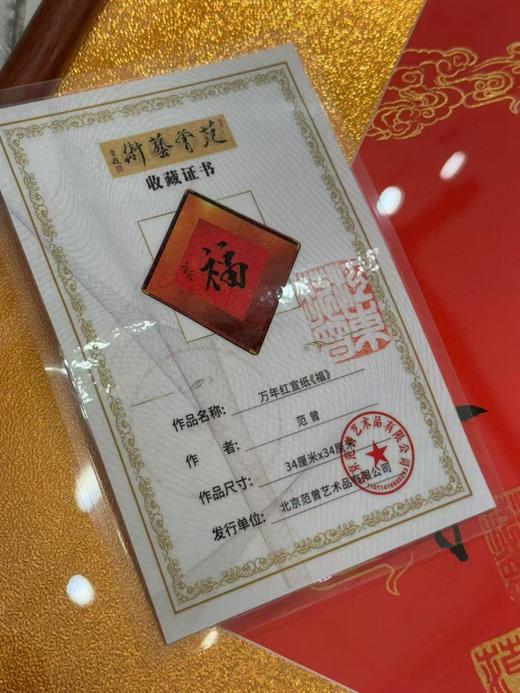 范曾藝術
收藏证书
福
作品名称：万年红宣纸《福》
作者：范曾
作品尺寸：34厘米x34厘米
发行单位：北京范曾艺术品有限公司